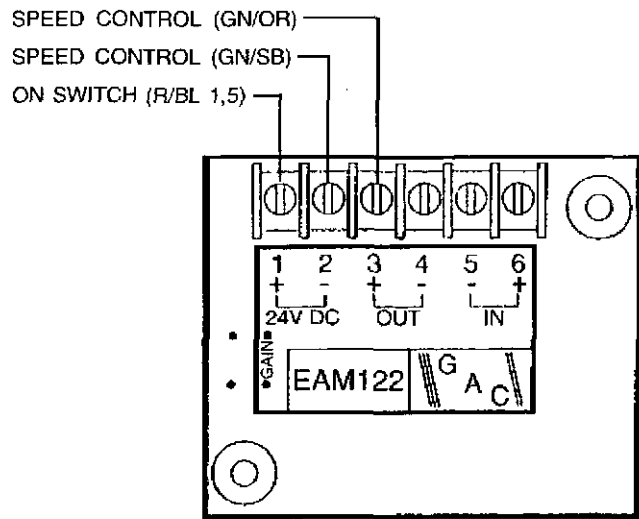 SPEED CONTROL (GN/OR)
SPEED CONTROL (GN/SB)
ON SWITCH (R/BL 1,5)
1 2 3 4 5 6
+ - + - - +
24V DC OUT IN
GAIN
EAM122 G A C